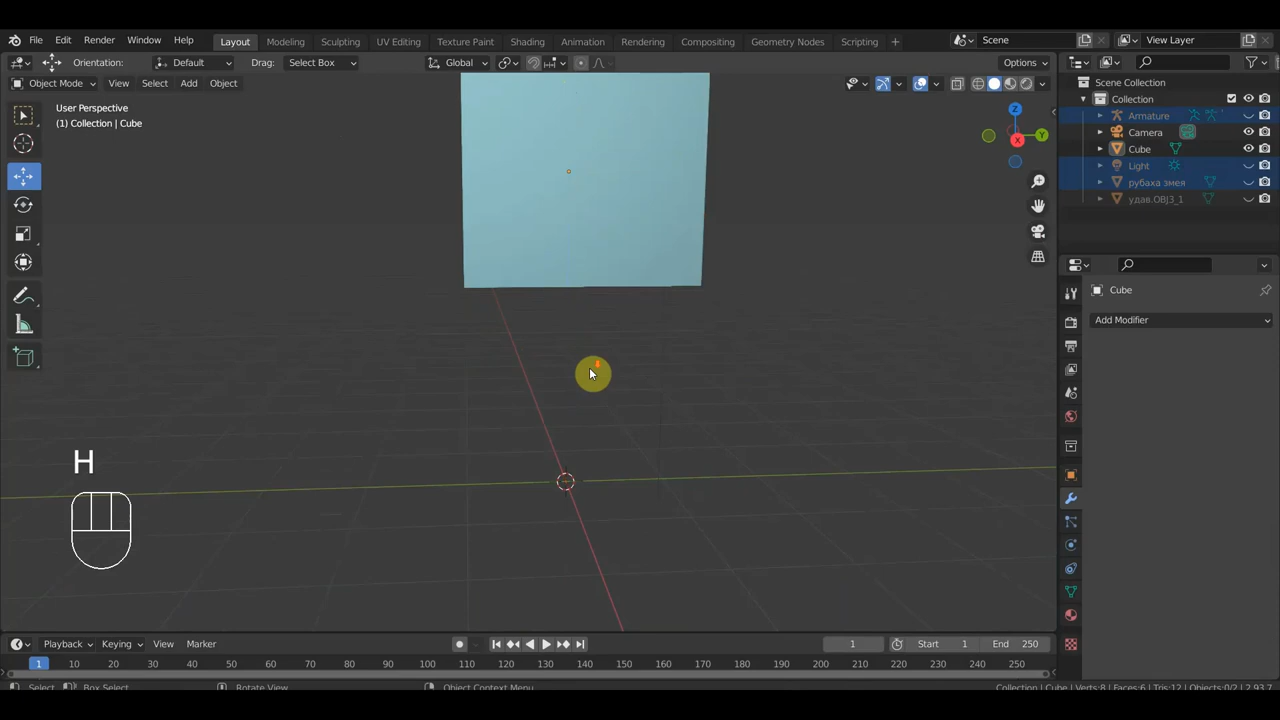 File Edit Render Window Help Layout Modeling Sculpting UV Editing Texture Paint Shading Animation Rendering Compositing Geometry Nodes Scripting + Scene View Layer
Orientation: Default Drag: Select Box Global Options
Object Mode View Select Add Object
Scene Collection
Collection
User Perspective
(1) Collection | Cube
Armature
Camera
Cube
Light
рубаха змея
удав.OBJ3_1
Z
Y
X
Cube
Add Modifier
H
Playback Keying View Marker 1 Start 1 End 250
1 10 20 30 40 50 60 70 80 90 100 110 120 130 140 150 160 170 180 190 200 210 220 230 240 250
Select Box Select Rotate View Object Context Menu Collection | Cube | Verts:8 | Faces:6 | Tris:12 | Objects:0/2 | 2.93.7